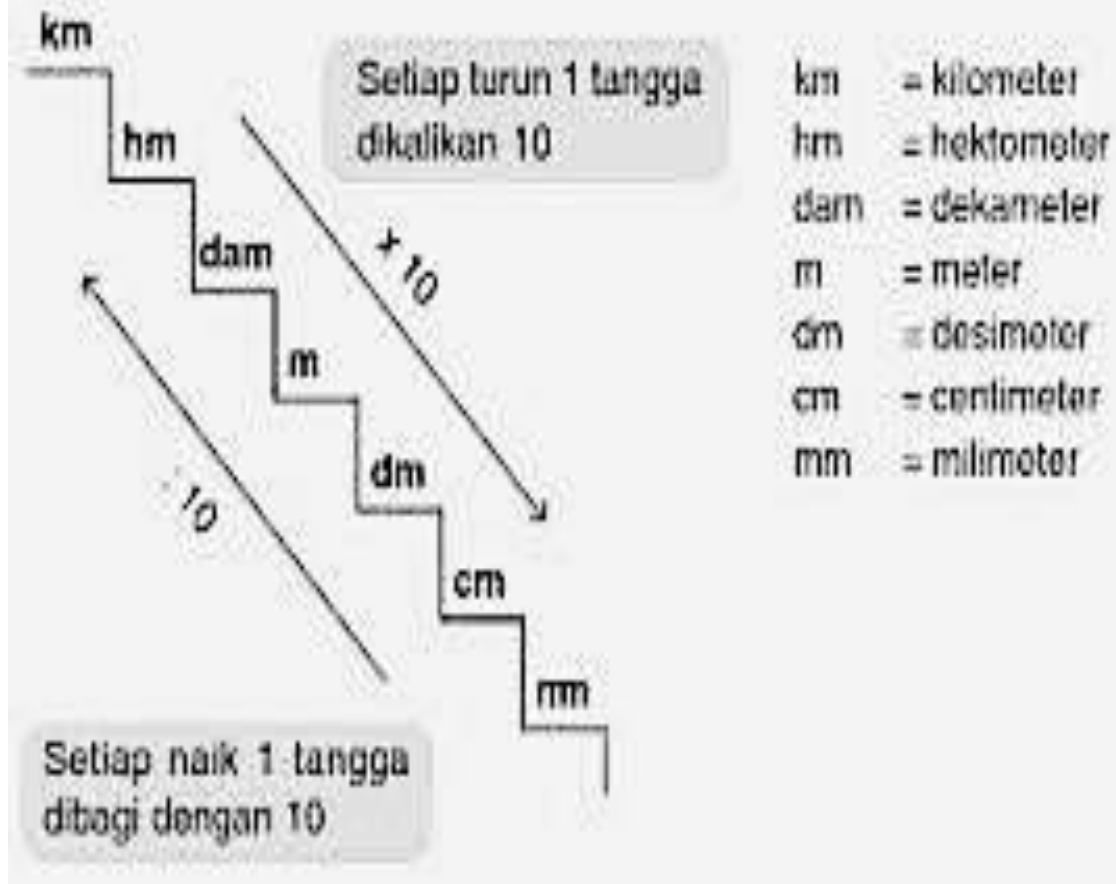 km
hm
dam
m
dm
cm
mm
Setiap turun 1 tangga
dikalikan 10
x 10
: 10
Setiap naik 1 tangga
dibagi dengan 10
km = kilometer
hm = hektometer
dam = dekameter
m = meter
dm = desimeter
cm = centimeter
mm = milimeter